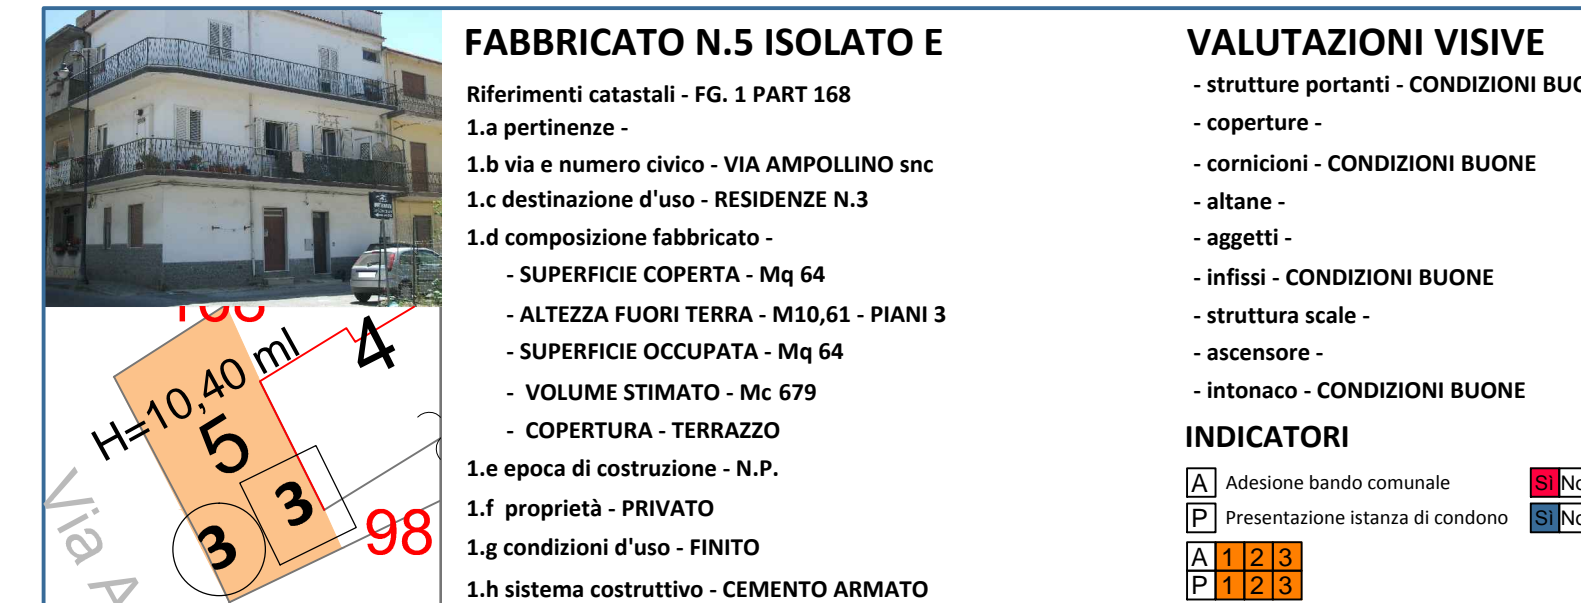 FABBRICATO N.5 ISOLATO E
Riferimenti catastali - FG. 1 PART 168
1.a pertinenze -
1.b via e numero civico - VIA AMPOLLINO snc
1.c destinazione d'uso - RESIDENZE N.3
1.d composizione fabbricato -
- SUPERFICIE COPERTA - Mq 64
- ALTEZZA FUORI TERRA - M10,61 - PIANI 3
- SUPERFICIE OCCUPATA - Mq 64
- VOLUME STIMATO - Mc 679
- COPERTURA - TERRAZZO
1.e epoca di costruzione - N.P.
1.f proprietà - PRIVATO
1.g condizioni d'uso - FINITO
1.h sistema costruttivo - CEMENTO ARMATO
VALUTAZIONI VISIVE
- strutture portanti - CONDIZIONI
- coperture -
- cornicioni - CONDIZIONI BUONE
- altane -
- aggetti -
- infissi - CONDIZIONI BUONE
- struttura scale -
- ascensore -
- intonaco - CONDIZIONI BUONE
INDICATORI
A Adesione bando comunale Sì No
P Presentazione istanza di condono Sì No
A 1 2 3
P 1 2 3
H=10,40 ml
4
5
3
3
98
Via